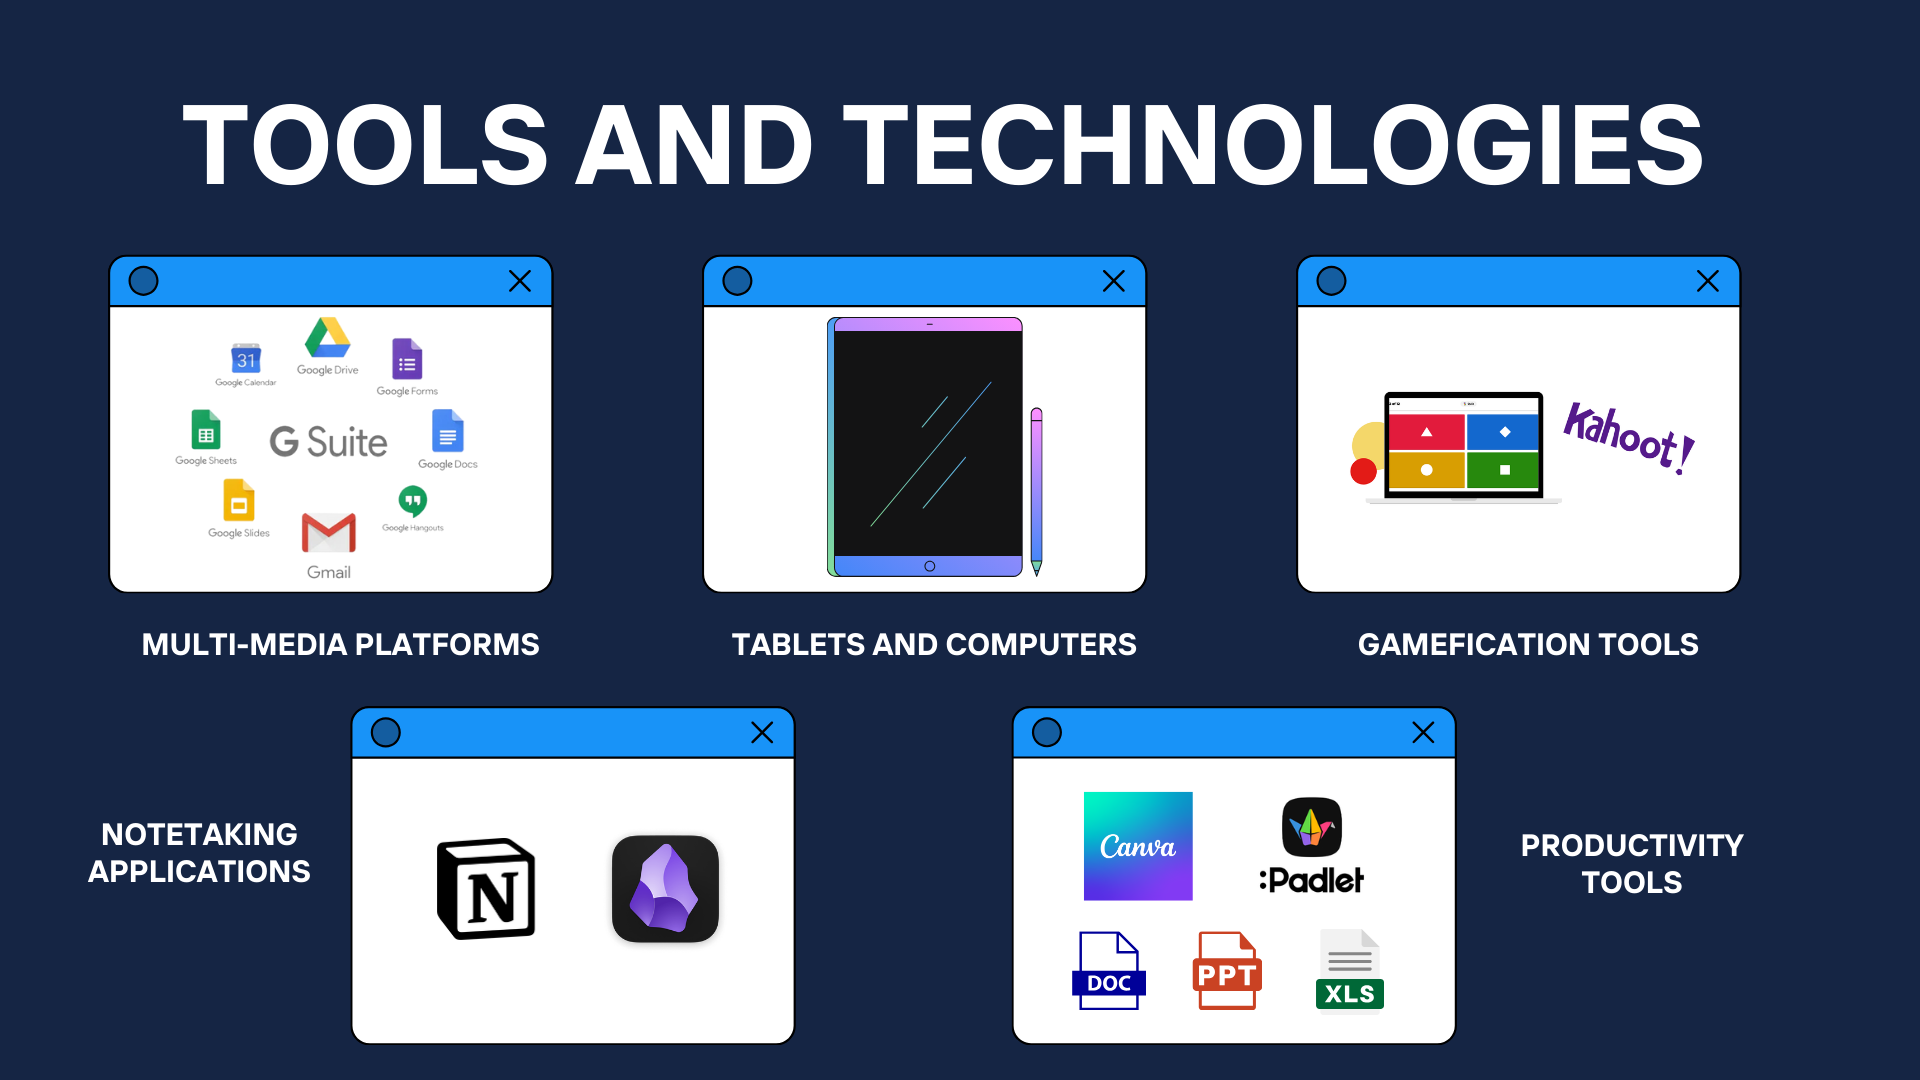 TOOLS AND TECHNOLOGIES
31
Google Calendar
Google Drive
Google Forms
Google Sheets
G Suite
Google Docs
Google Slides
Gmail
Google Hangouts
Kahoot!
MULTI-MEDIA PLATFORMS
TABLETS AND COMPUTERS
GAMEFICATION TOOLS
NOTETAKING
APPLICATIONS
N
Canva
:Padlet
DOC
PPT
XLS
PRODUCTIVITY
TOOLS